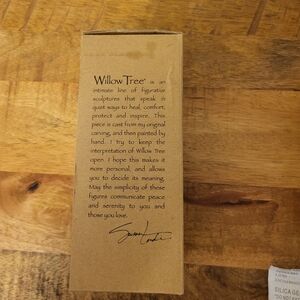 Willow Tree® is an
intimate line of figurative
sculptures that speak in
quiet ways to heal, comfort,
protect and inspire. This
piece is cast from my original
carving, and then painted by
hand. I try to keep the
interpretation of Willow Tree
open. I hope this makes it
more personal, and allows
you to decide its meaning.
May the simplicity of these
figures communicate peace
and serenity to you and
those you love.
SILICA GE